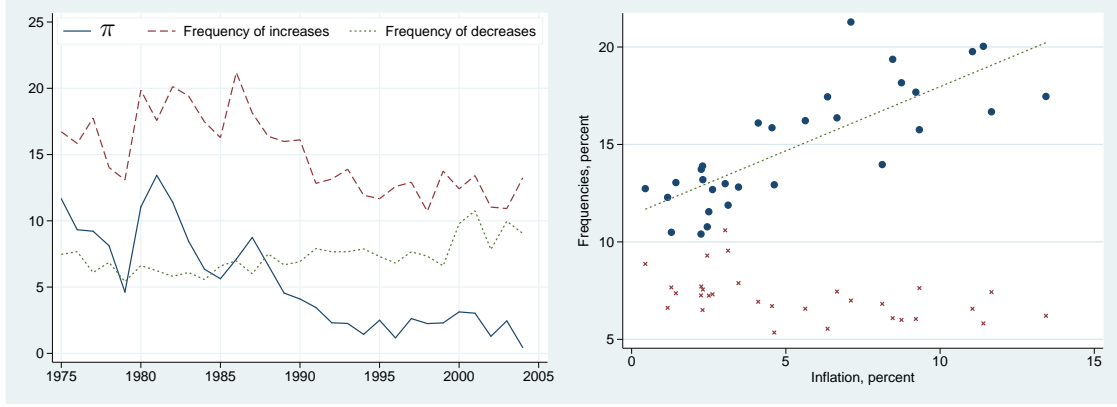 π Frequency of increases Frequency of decreases
25
20
15
10
5
0
1975 1980 1985 1990 1995 2000 2005
Frequencies, percent
20
15
10
5
0 5 10 15
Inflation, percent